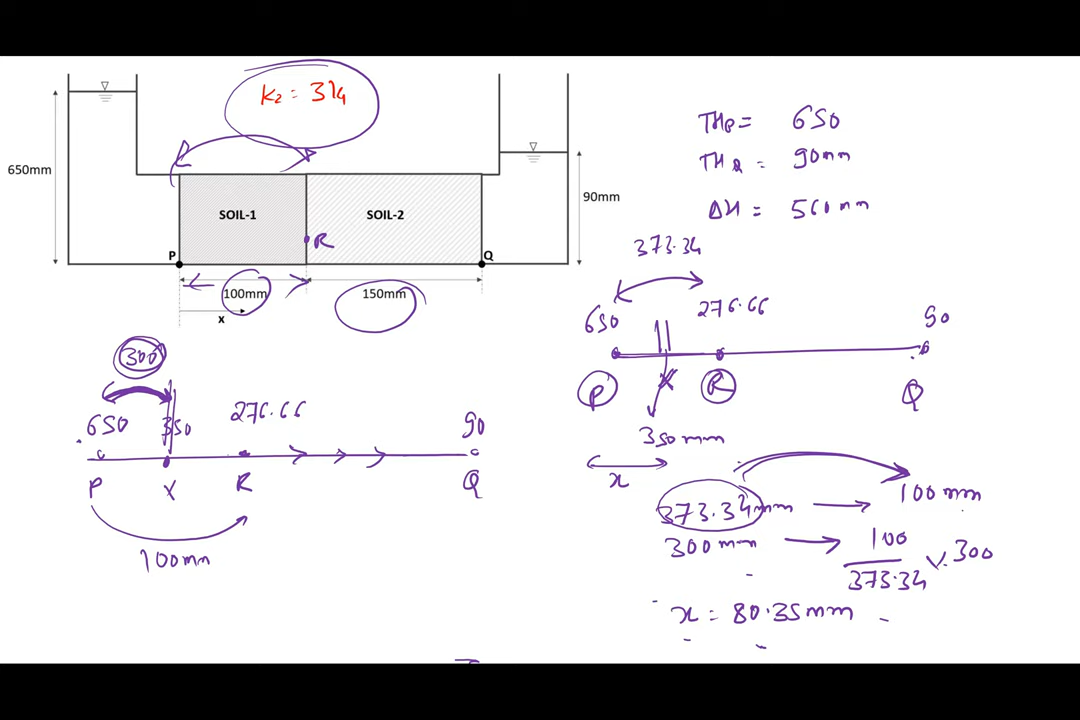 K₂ = 3k₁
650mm
SOIL-1
SOIL-2
P
R
Q
90mm
100mm
150mm
x
THP = 650
THQ = 90mm
ΔH = 560mm
373.34
650
276.66
90
P
X
R
Q
350mm
x
300
650
350
276.66
90
P
X
R
Q
100mm
373.34mm → 100mm
300mm → 100/373.34 × 300
x = 80.35mm